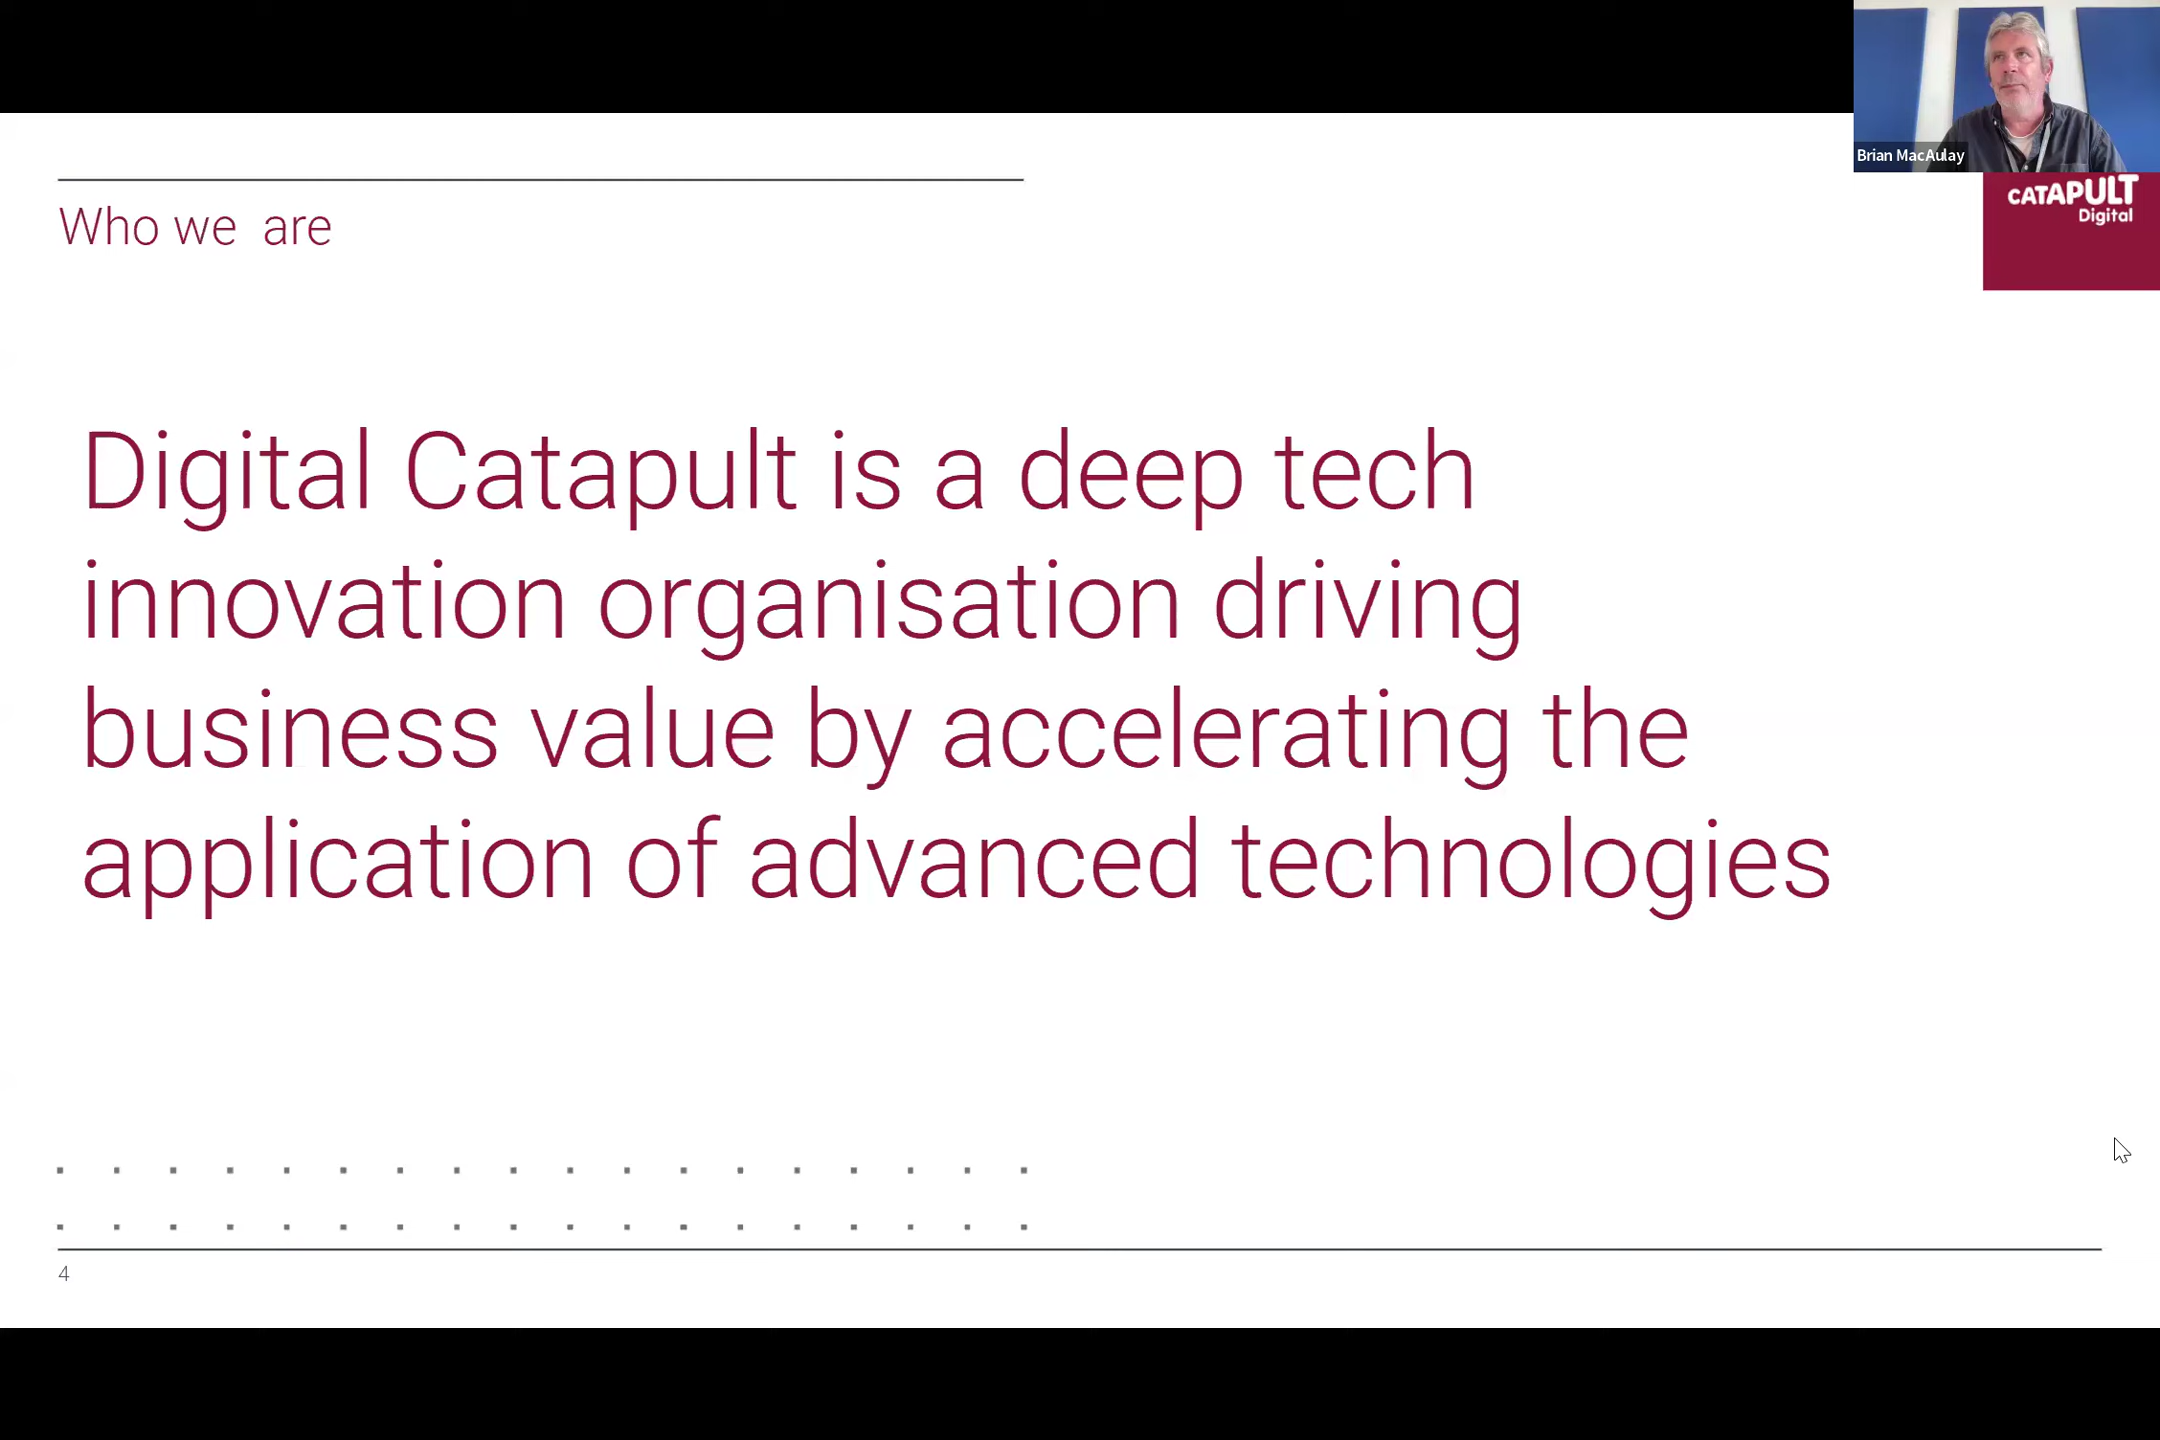 Brian MacAulay
CATAPULT
Digital
Who we are
Digital Catapult is a deep tech
innovation organisation driving
business value by accelerating the
application of advanced technologies
4